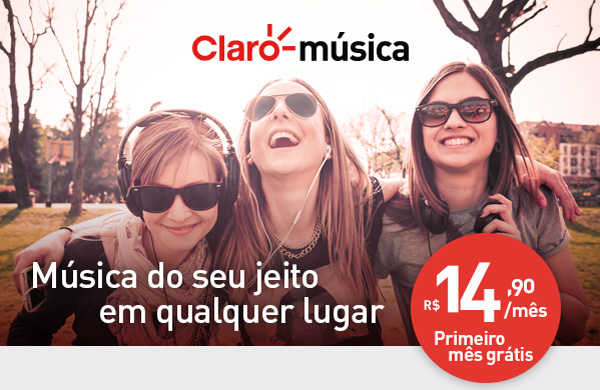 Claro música
Música do seu jeito
em qualquer lugar
R$ 14,90
/mês
Primeiro
mês grátis